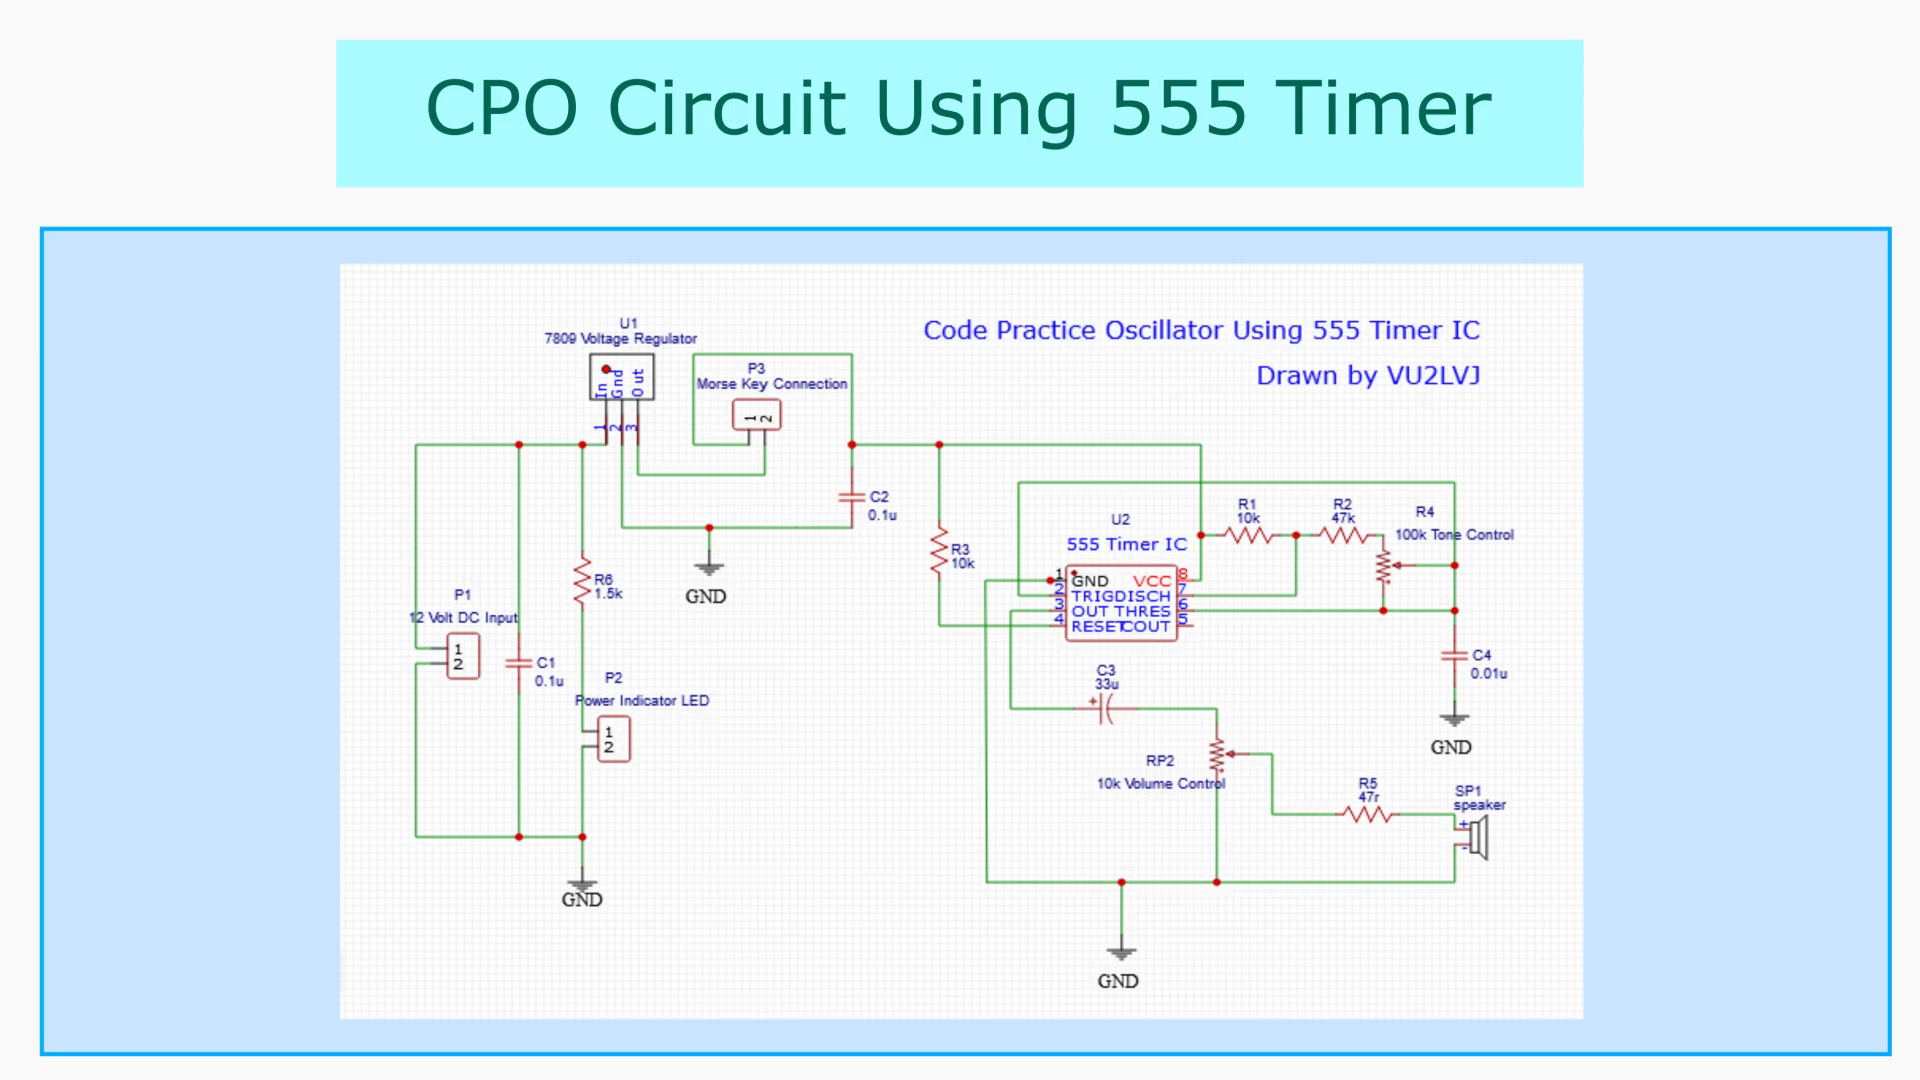 CPO Circuit Using 555 Timer
Code Practice Oscillator Using 555 Timer IC
Drawn by VU2LVJ
U1
7809 Voltage Regulator
In
Gnd
Out
1
2
3
P3
Morse Key Connection
1
2
C2
0.1u
GND
R3
10k
R6
1.5k
P1
12 Volt DC Input
1
2
C1
0.1u
P2
Power Indicator LED
1
2
GND
U2
555 Timer IC
1
2
3
4
GND
TRIG
OUT
RESET
VCC
DISCH
THRES
COUT
8
7
6
5
R1
10k
R2
47k
R4
100k Tone Control
C4
0.01u
GND
C3
33u
+
RP2
10k Volume Control
R5
47r
SP1
speaker
+
-
GND